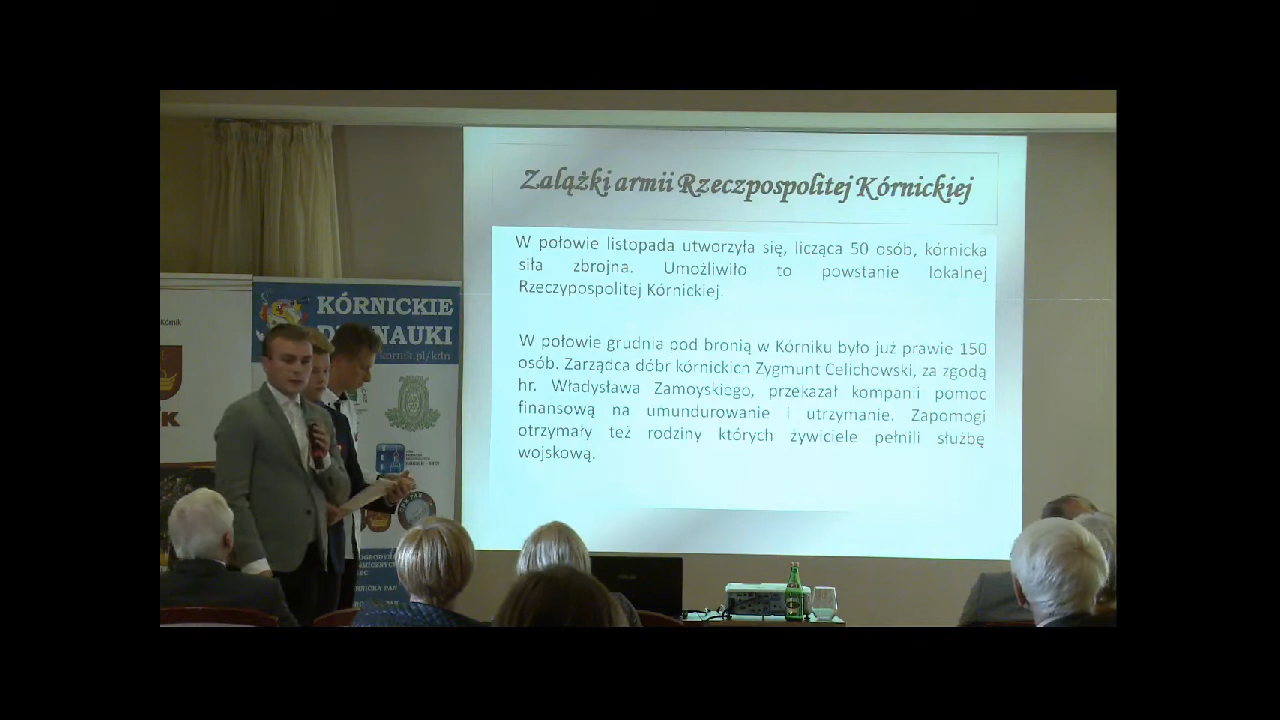 Zalążki armii Rzeczpospolitej Kórnickiej
W połowie listopada utworzyła się, licząca 50 osób, kórnicka
siła zbrojna. Umożliwiło to powstanie lokalnej
Rzeczypospolitej Kórnickiej.
W połowie grudnia pod bronią w Kórniku było już prawie 150
osób. Zarządca dóbr kórnickich Zygmunt Celichowski, za zgodą
hr. Władysława Zamoyskiego, przekazał kompanii pomoc
finansową na umundurowanie i utrzymanie. Zapomogi
otrzymały też rodziny których żywiciele pełnili służbę
wojskową.
KÓRNICKIE
NAUKI
Kórnik